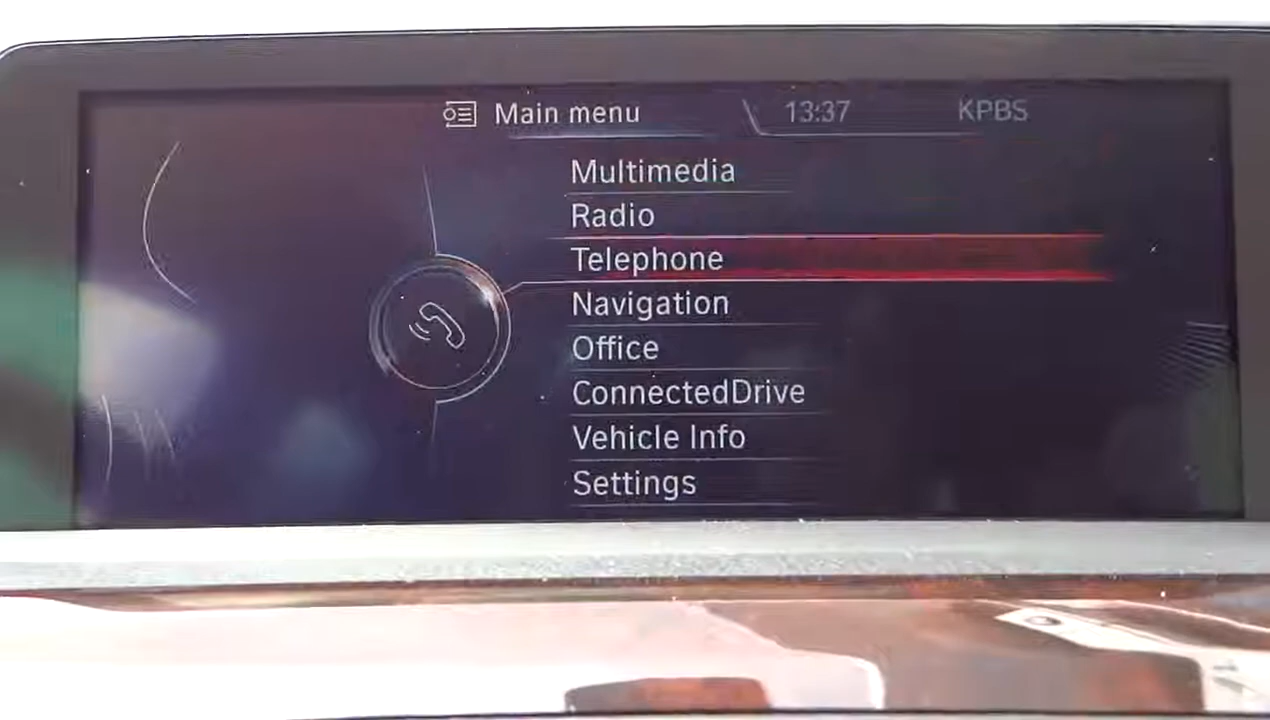 Main menu 13:37 KPBS
Multimedia
Radio
Telephone
Navigation
Office
ConnectedDrive
Vehicle Info
Settings